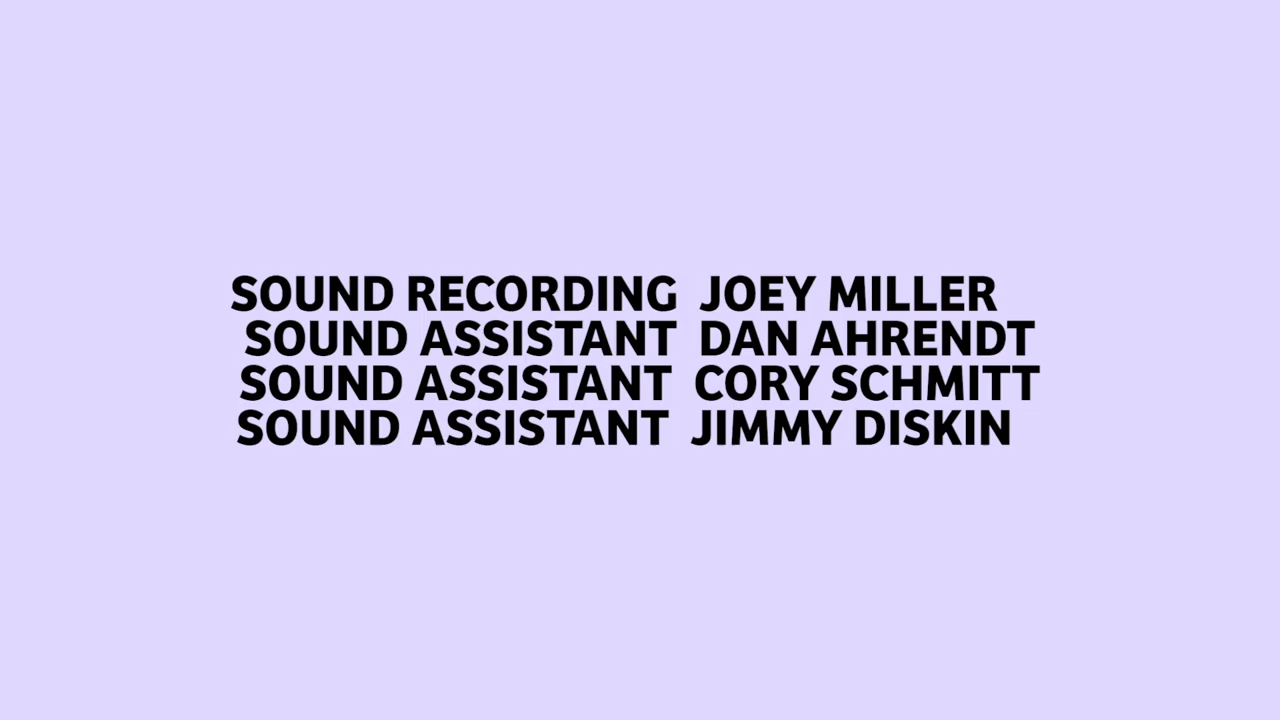 SOUND RECORDING JOEY MILLER
SOUND ASSISTANT DAN AHRENDT
SOUND ASSISTANT CORY SCHMITT
SOUND ASSISTANT JIMMY DISKIN